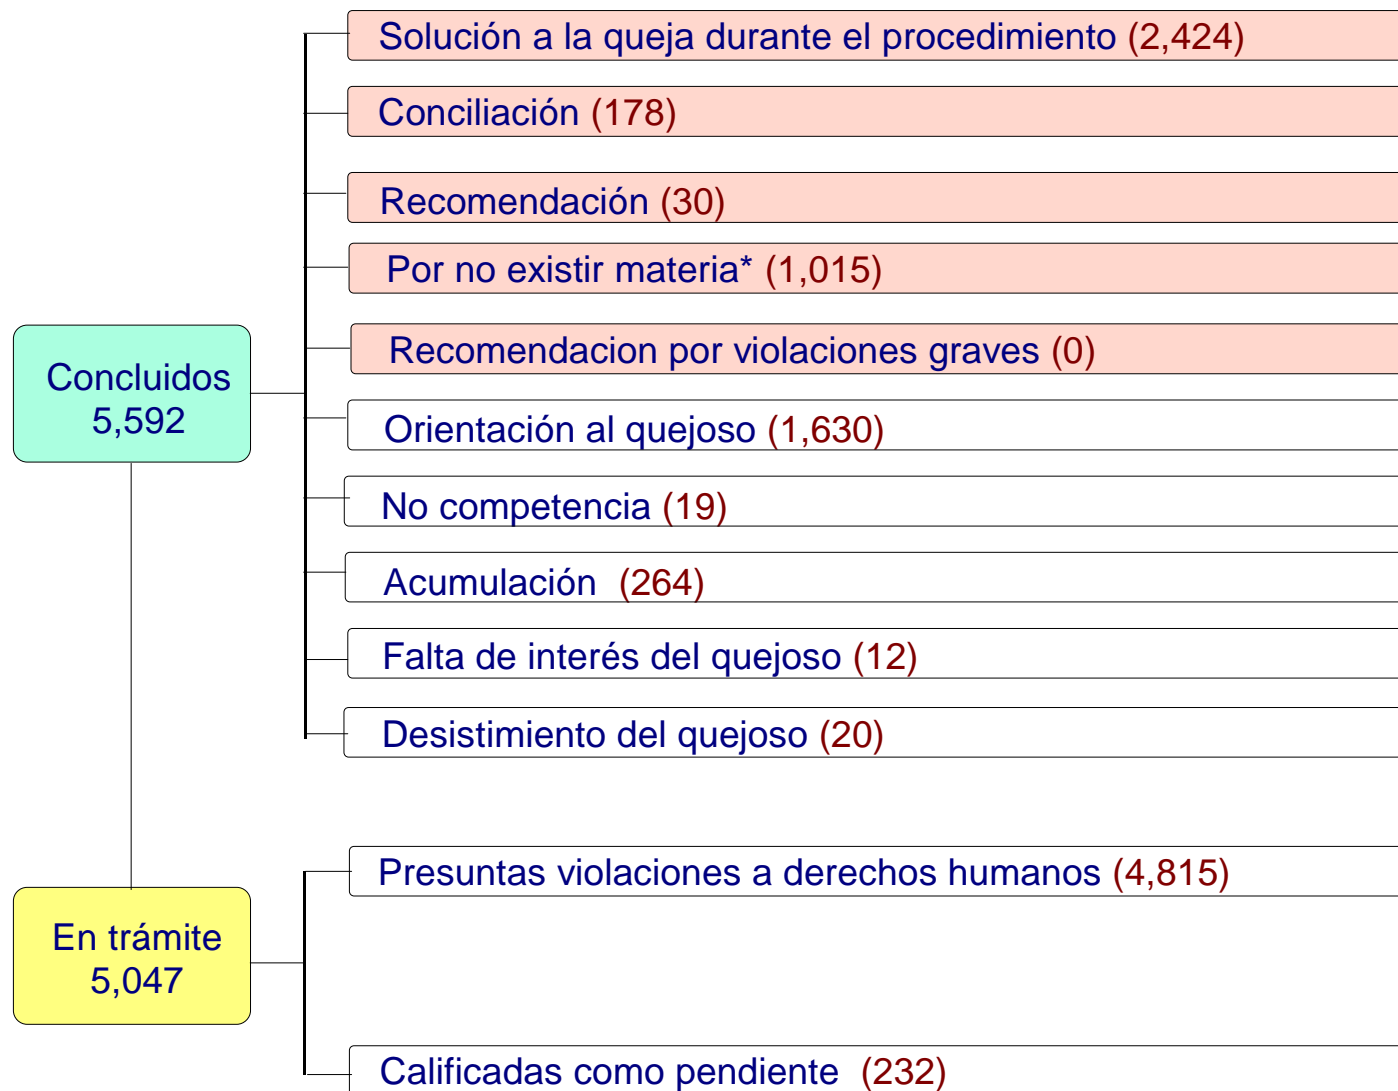 Solución a la queja durante el procedimiento (2,424)
Conciliación (178)
Recomendación (30)
Por no existir materia* (1,015)
Recomendacion por violaciones graves (0)
Concluidos
5,592
Orientación al quejoso (1,630)
No competencia (19)
Acumulación (264)
Falta de interés del quejoso (12)
Desistimiento del quejoso (20)
Presuntas violaciones a derechos humanos (4,815)
En trámite
5,047
Calificadas como pendiente (232)